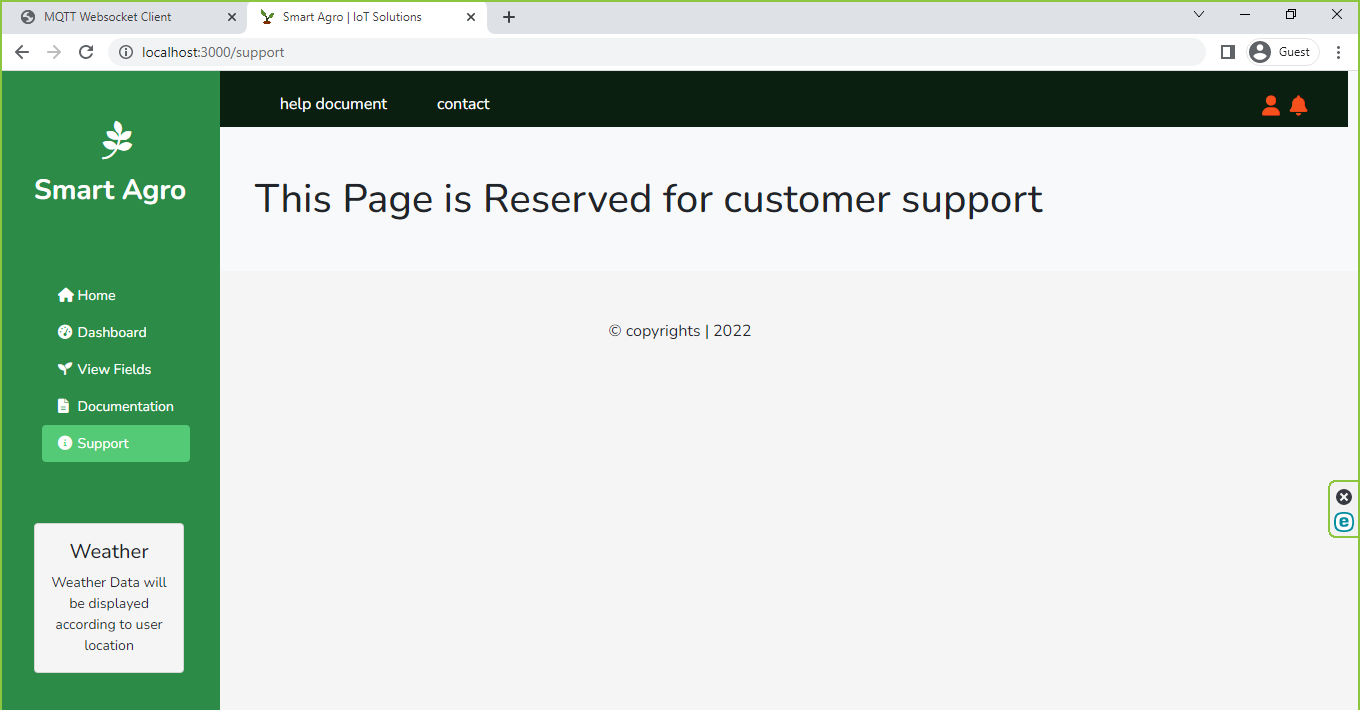 MQTT Websocket Client
Smart Agro | IoT Solutions
localhost:3000/support
Guest
Smart Agro
help document
contact
This Page is Reserved for customer support
Home
Dashboard
View Fields
Documentation
Support
© copyrights | 2022
Weather
Weather Data will
be displayed
according to user
location
e